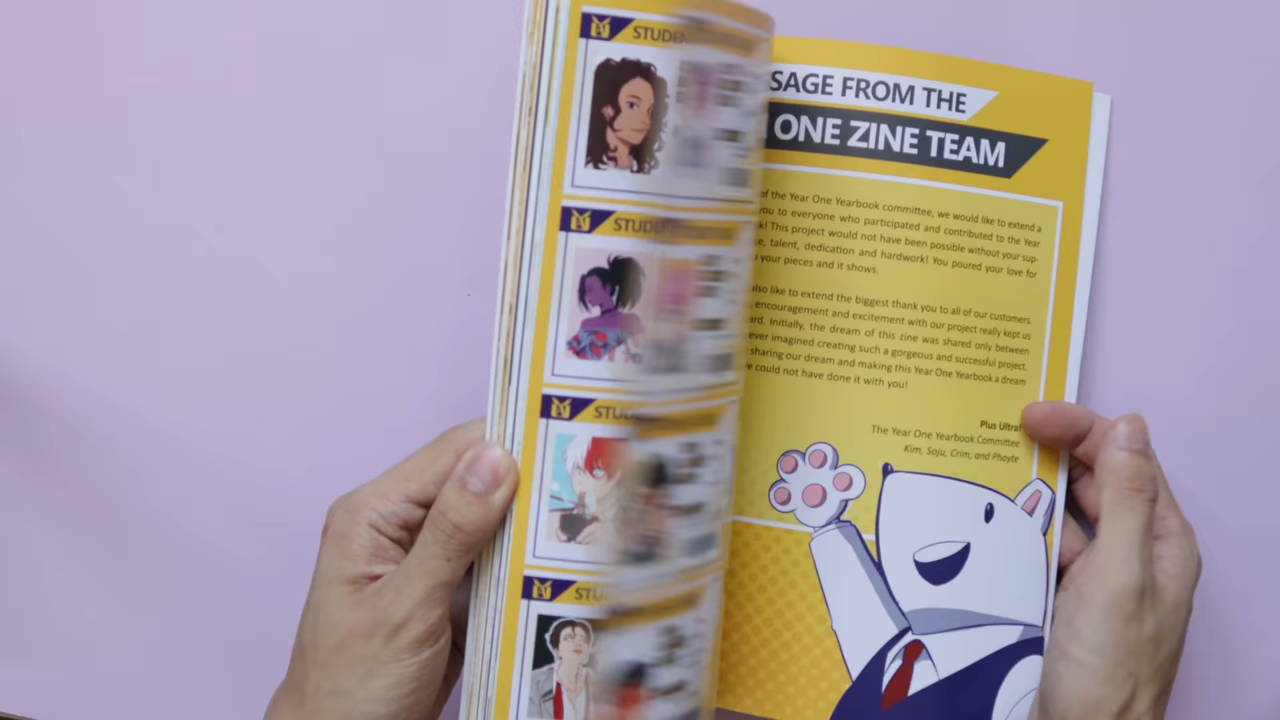 STUDEN
STUDE
STUD
STU
SAGE FROM THE
ONE ZINE TEAM
of the Year One Yearbook committee, we would like to extend a
you to everyone who participated and contributed to the Year
k! This project would not have been possible without your sup-
e, talent, dedication and hardwork! You poured your love for
your pieces and it shows.
also like to extend the biggest thank you to all of our customers.
encouragement and excitement with our project really kept us
ard. Initially, the dream of this zine was shared only between
ever imagined creating such a gorgeous and successful project.
sharing our dream and making this Year One Yearbook a dream
e could not have done it with you!
Plus Ultra!
The Year One Yearbook Committee
Kim, Soju, Crim, and Phayte